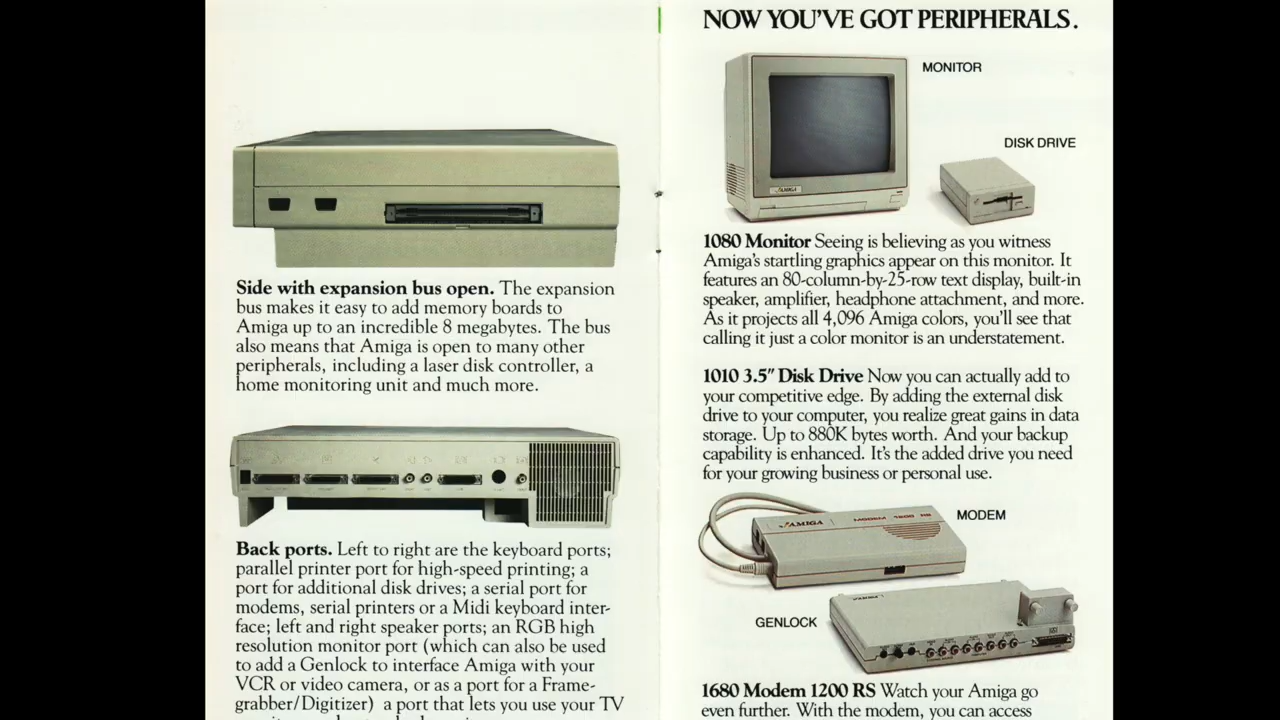 Side with expansion bus open. The expansion
bus makes it easy to add memory boards to
Amiga up to an incredible 8 megabytes. The bus
also means that Amiga is open to many other
peripherals, including a laser disk controller, a
home monitoring unit and much more.
Back ports. Left to right are the keyboard ports;
parallel printer port for high-speed printing; a
port for additional disk drives; a serial port for
modems, serial printers or a Midi keyboard inter-
face; left and right speaker ports; an RGB high
resolution monitor port (which can also be used
to add a Genlock to interface Amiga with your
VCR or video camera, or as a port for a Frame-
grabber/Digitizer) a port that lets you use your TV
NOW YOU'VE GOT PERIPHERALS.
MONITOR
DISK DRIVE
AMIGA
1080 Monitor Seeing is believing as you witness
Amiga's startling graphics appear on this monitor. It
features an 80-column-by-25-row text display, built-in
speaker, amplifier, headphone attachment, and more.
As it projects all 4,096 Amiga colors, you'll see that
calling it just a color monitor is an understatement.
1010 3.5" Disk Drive Now you can actually add to
your competitive edge. By adding the external disk
drive to your computer, you realize great gains in data
storage. Up to 880K bytes worth. And your backup
capability is enhanced. It's the added drive you need
for your growing business or personal use.
MODEM
AMIGA MODEM 1200 RS
GENLOCK
1680 Modem 1200 RS Watch your Amiga go
even further. With the modem, you can access